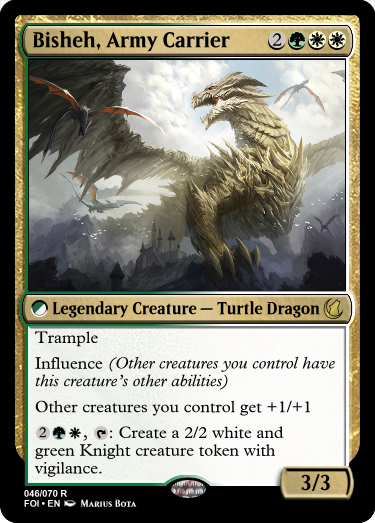 Bisheh, Army Carrier 2
Legendary Creature — Turtle Dragon
Trample
Influence (Other creatures you control have
this creature's other abilities)
Other creatures you control get +1/+1
2, : Create a 2/2 white and
green Knight creature token with
vigilance.
3/3
046/070 R
FOI • EN Marius Bota